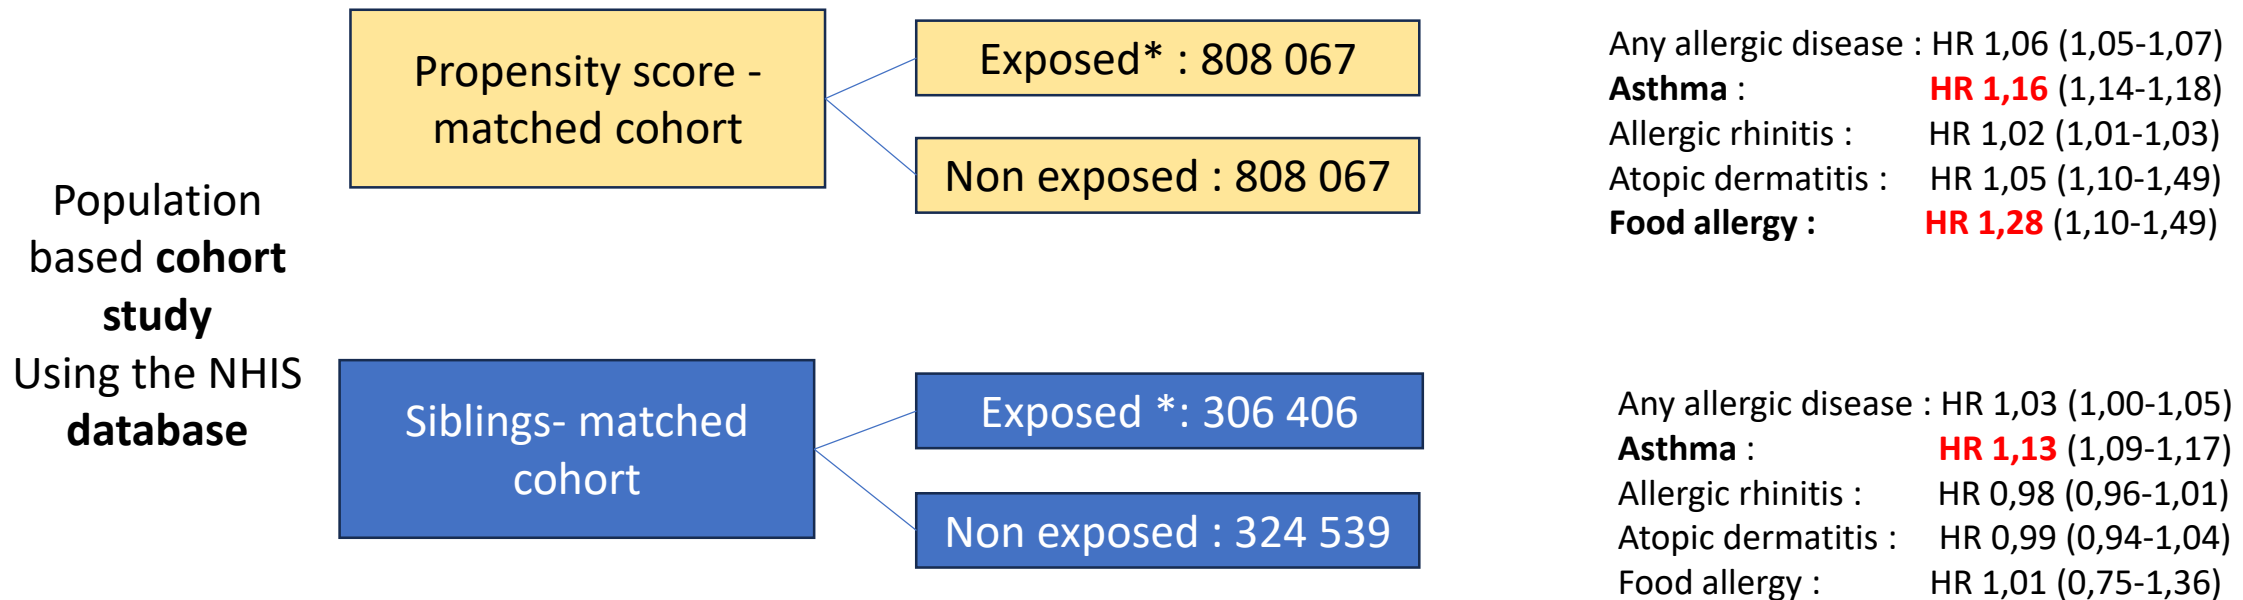 Population
based cohort
study
Using the NHIS
database
Propensity score -
matched cohort
Exposed* : 808 067
Non exposed : 808 067
Any allergic disease : HR 1,06 (1,05-1,07)
Asthma : HR 1,16 (1,14-1,18)
Allergic rhinitis : HR 1,02 (1,01-1,03)
Atopic dermatitis : HR 1,05 (1,10-1,49)
Food allergy : HR 1,28 (1,10-1,49)
Siblings- matched
cohort
Exposed *: 306 406
Non exposed : 324 539
Any allergic disease : HR 1,03 (1,00-1,05)
Asthma : HR 1,13 (1,09-1,17)
Allergic rhinitis : HR 0,98 (0,96-1,01)
Atopic dermatitis : HR 0,99 (0,94-1,04)
Food allergy : HR 1,01 (0,75-1,36)